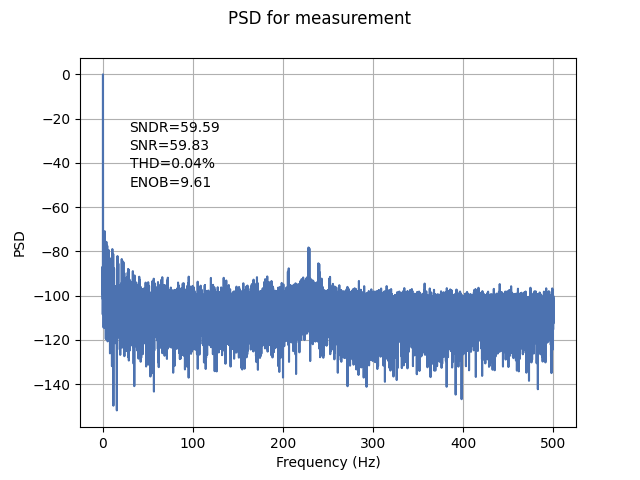 PSD for measurement
0
−20
−40
−60
−80
−100
−120
−140
PSD
SNDR=59.59
SNR=59.83
THD=0.04%
ENOB=9.61
0 100 200 300 400 500
Frequency (Hz)